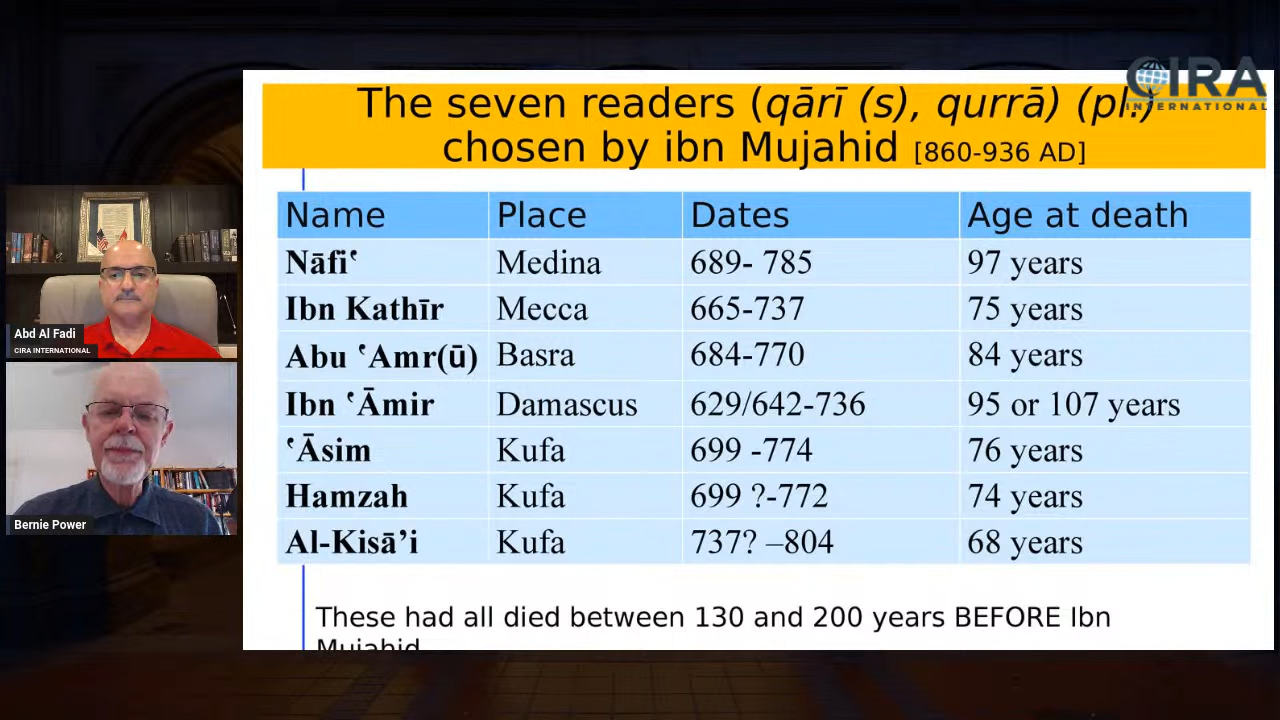 CIRA
INTERNATIONAL
The seven readers (qārī (s), qurrā) (pl.)
chosen by ibn Mujahid [860-936 AD]
Name Place Dates Age at death
Nāfiʿ Medina 689- 785 97 years
Ibn Kathīr Mecca 665-737 75 years
Abu ʿAmr(ū) Basra 684-770 84 years
Ibn ʿĀmir Damascus 629/642-736 95 or 107 years
ʿĀsim Kufa 699 -774 76 years
Hamzah Kufa 699 ?-772 74 years
Al-Kisā’i Kufa 737? –804 68 years
These had all died between 130 and 200 years BEFORE Ibn
Mujahid
Abd Al Fadi
CIRA INTERNATIONAL
Bernie Power